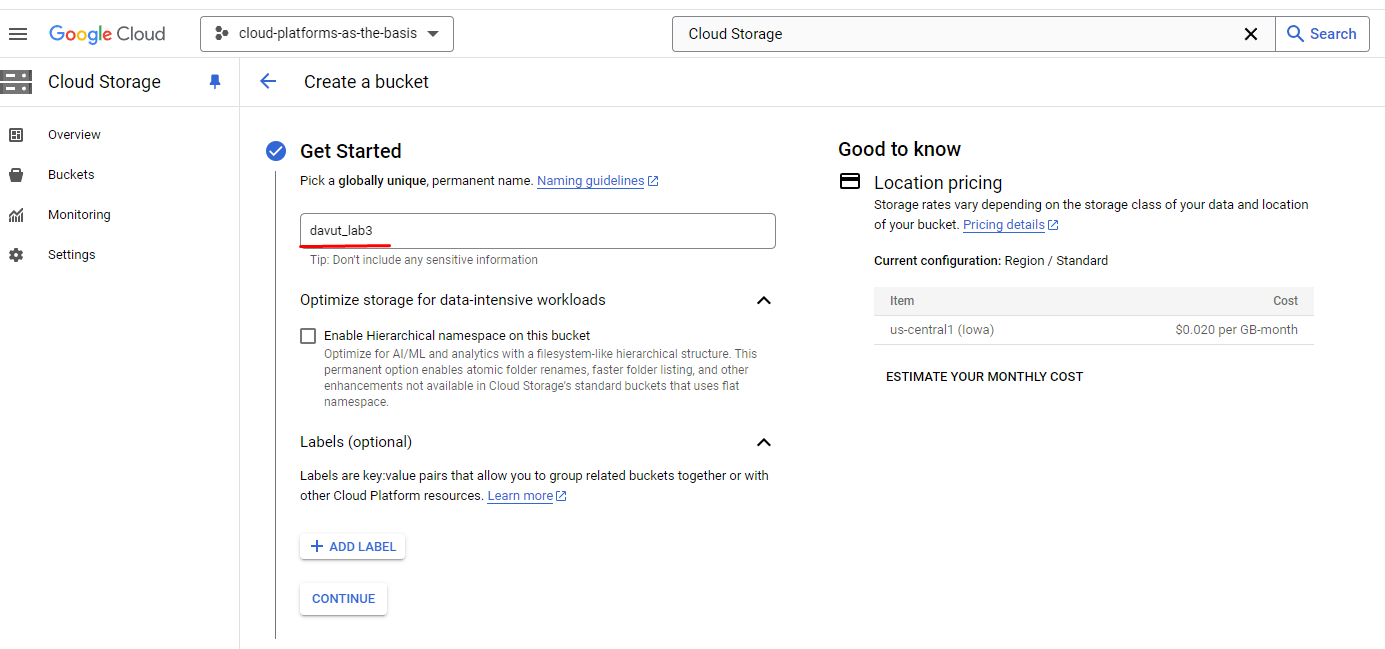 Google Cloud
cloud-platforms-as-the-basis
Cloud Storage
Search
Cloud Storage
Create a bucket
Overview
Buckets
Monitoring
Settings
Get Started
Pick a globally unique, permanent name. Naming guidelines
davut_lab3
Tip: Don't include any sensitive information
Optimize storage for data-intensive workloads
Enable Hierarchical namespace on this bucket
Optimize for AI/ML and analytics with a filesystem-like hierarchical structure. This
permanent option enables atomic folder renames, faster folder listing, and other
enhancements not available in Cloud Storage's standard buckets that uses flat
namespace.
Labels (optional)
Labels are key:value pairs that allow you to group related buckets together or with
other Cloud Platform resources. Learn more
ADD LABEL
CONTINUE
Good to know
Location pricing
Storage rates vary depending on the storage class of your data and location
of your bucket. Pricing details
Current configuration: Region / Standard
Item Cost
us-central1 (Iowa) $0.020 per GB-month
ESTIMATE YOUR MONTHLY COST